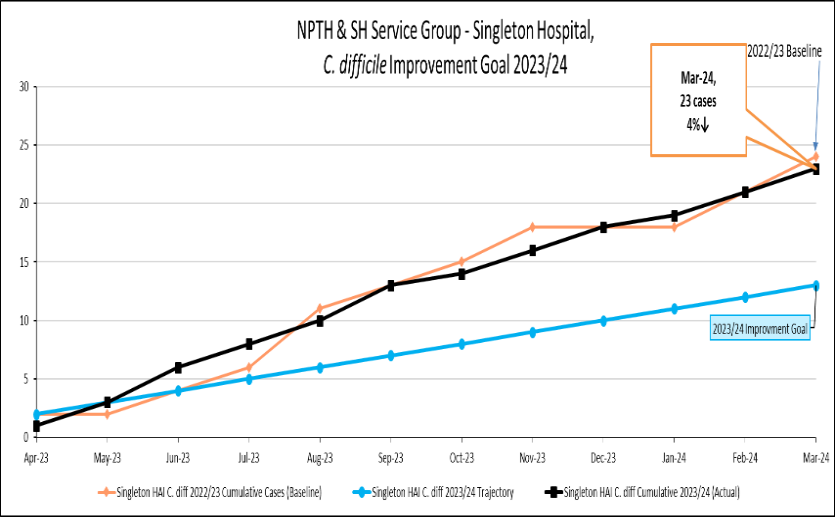 NPTH & SH Service Group - Singleton Hospital,
C. difficile Improvement Goal 2023/24
2022/23 Baseline
Mar-24,
23 cases
4%↓
30
25
20
15
10
5
0
2023/24 Improvment Goal
Apr-23 May-23 Jun-23 Jul-23 Aug-23 Sep-23 Oct-23 Nov-23 Dec-23 Jan-24 Feb-24 Mar-24
Singleton HAI C. diff 2022/23 Cumulative Cases (Baseline) Singleton HAI C. diff 2023/24 Trajectory Singleton HAI C. diff Cumulative 2023/24 (Actual)